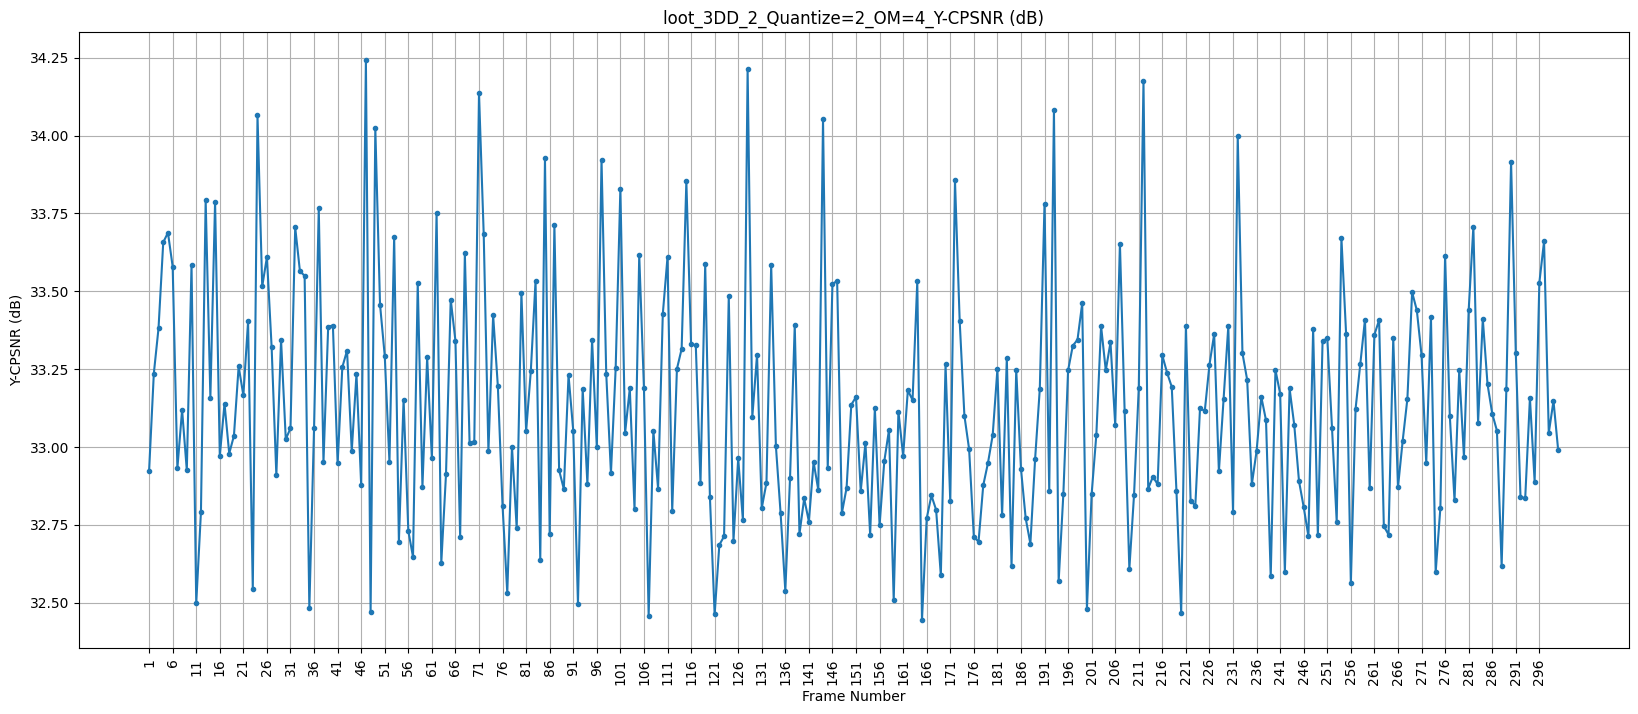 loot_3DD_2_Quantize=2_OM=4_Y-CPSNR (dB)
Y-CPSNR (dB)
34.25
34.00
33.75
33.50
33.25
33.00
32.75
32.50
1 6 11 16 21 26 31 36 41 46 51 56 61 66 71 76 81 86 91 96 101 106 111 116 121 126 131 136 141 146 151 156 161 166 171 176 181 186 191 196 201 206 211 216 221 226 231 236 241 246 251 256 261 266 271 276 281 286 291 296
Frame Number